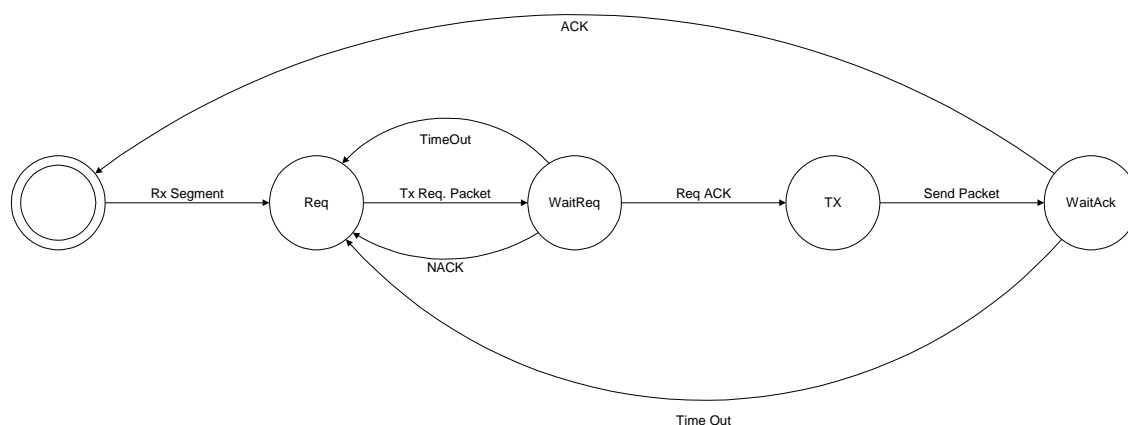 ACK
TimeOut
Rx Segment
Req
Tx Req. Packet
WaitReq
Req ACK
TX
Send Packet
WaitAck
NACK
Time Out